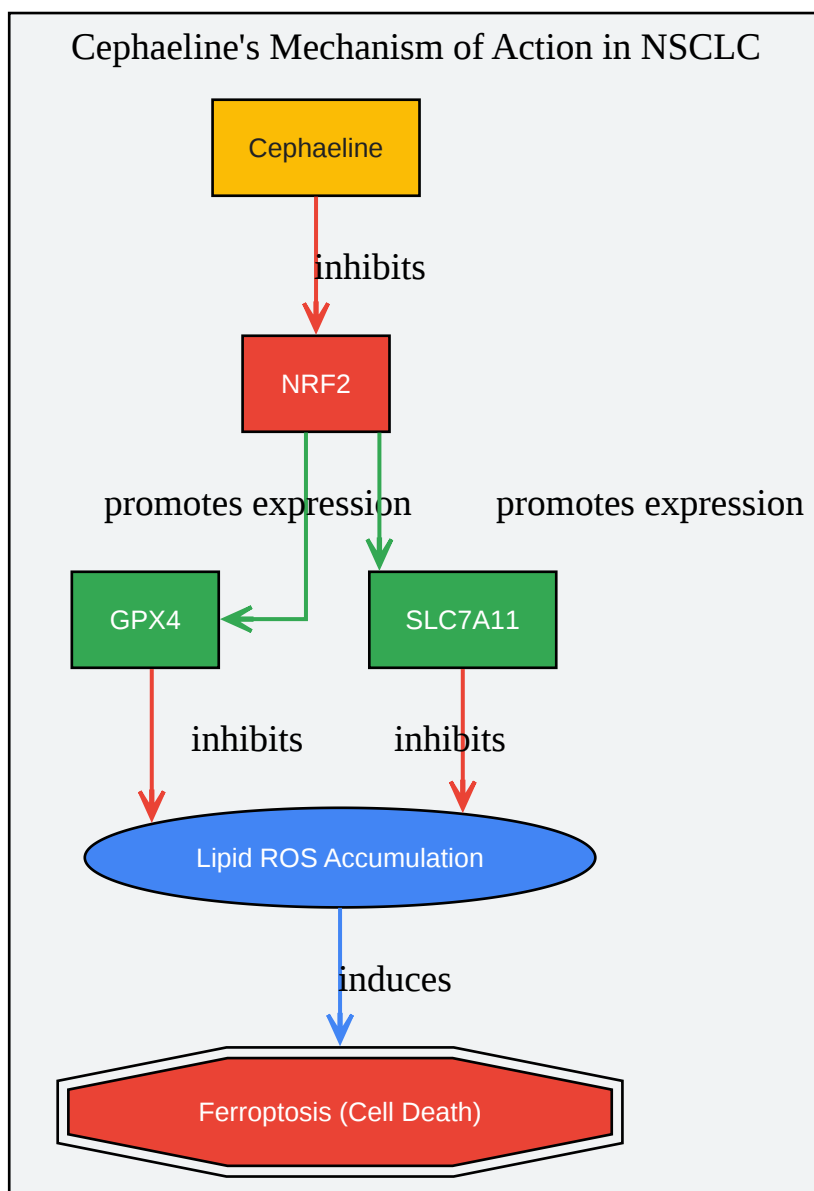 Cephaeline's Mechanism of Action in NSCLC
Cephaeline
inhibits
NRF2
promotes expression
promotes expression
GPX4
SLC7A11
inhibits
inhibits
Lipid ROS Accumulation
induces
Ferroptosis (Cell Death)